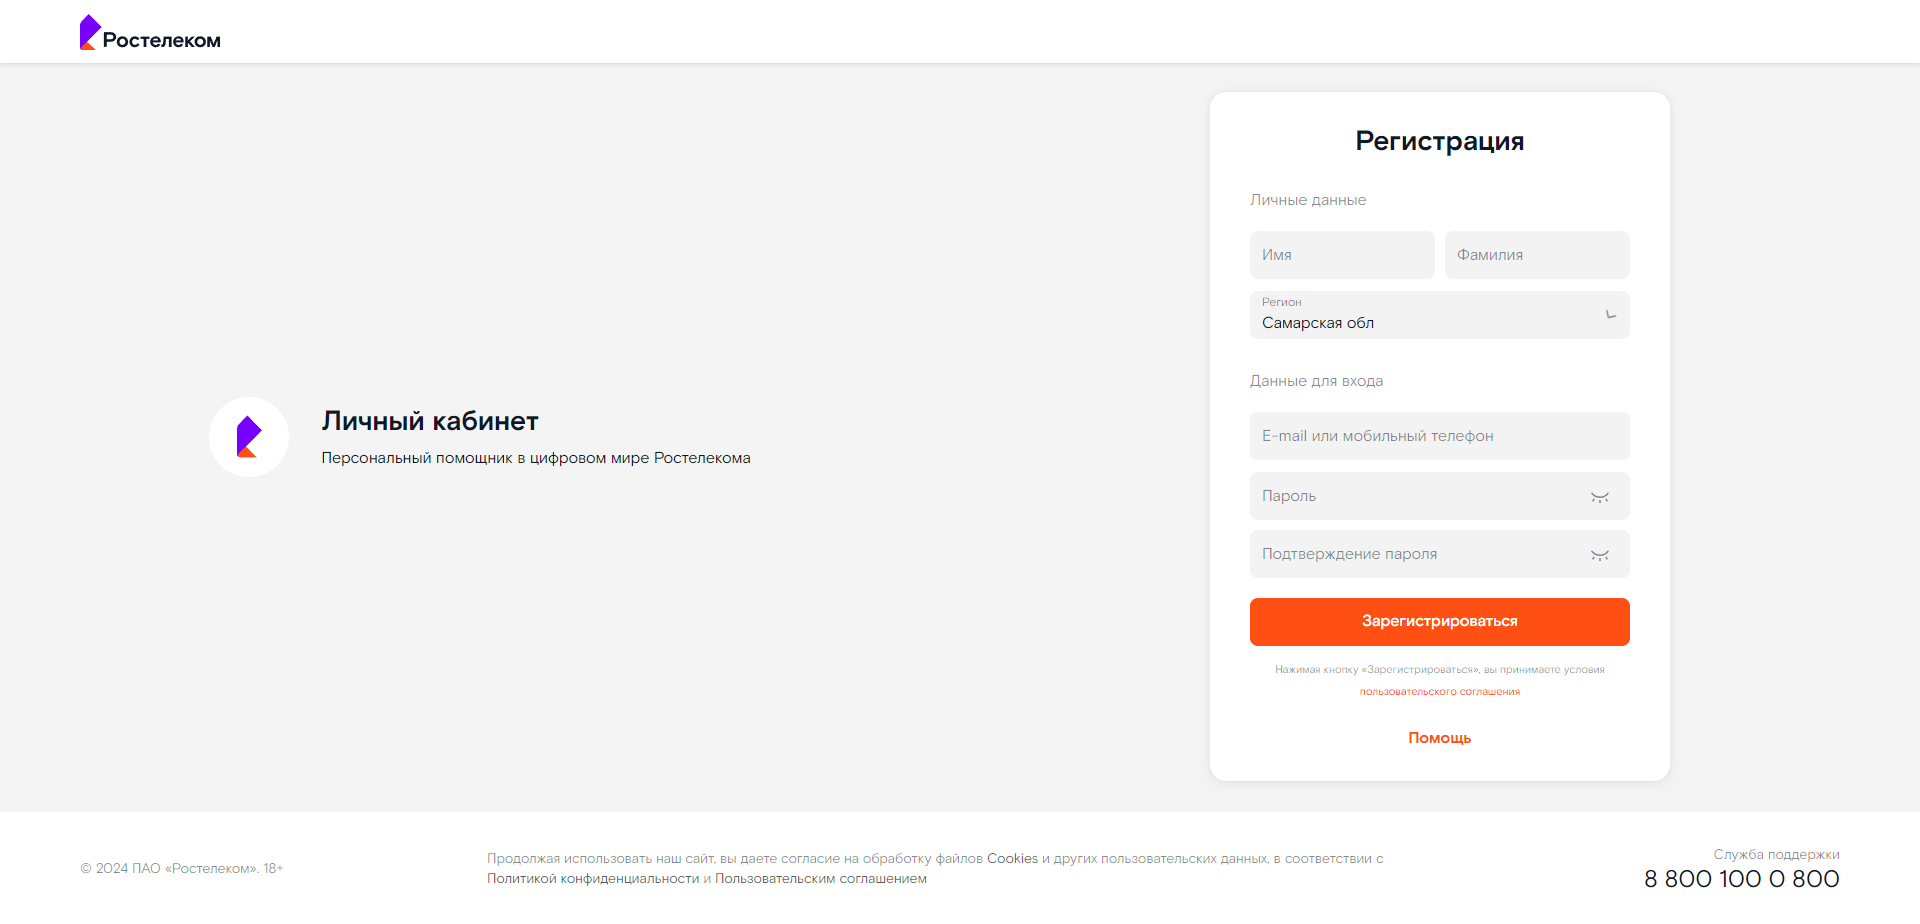 Ростелеком
Регистрация
Личные данные
Имя
Фамилия
Регион
Самарская обл
Данные для входа
E-mail или мобильный телефон
Пароль
Подтверждение пароля
Зарегистрироваться
Нажимая кнопку «Зарегистрироваться», вы принимаете условия
пользовательского соглашения
Помощь
Личный кабинет
Персональный помощник в цифровом мире Ростелекома
© 2024 ПАО «Ростелеком». 18+
Продолжая использовать наш сайт, вы даете согласие на обработку файлов Cookies и других пользовательских данных, в соответствии с
Политикой конфиденциальности и Пользовательским соглашением
Служба поддержки
8 800 100 0 800